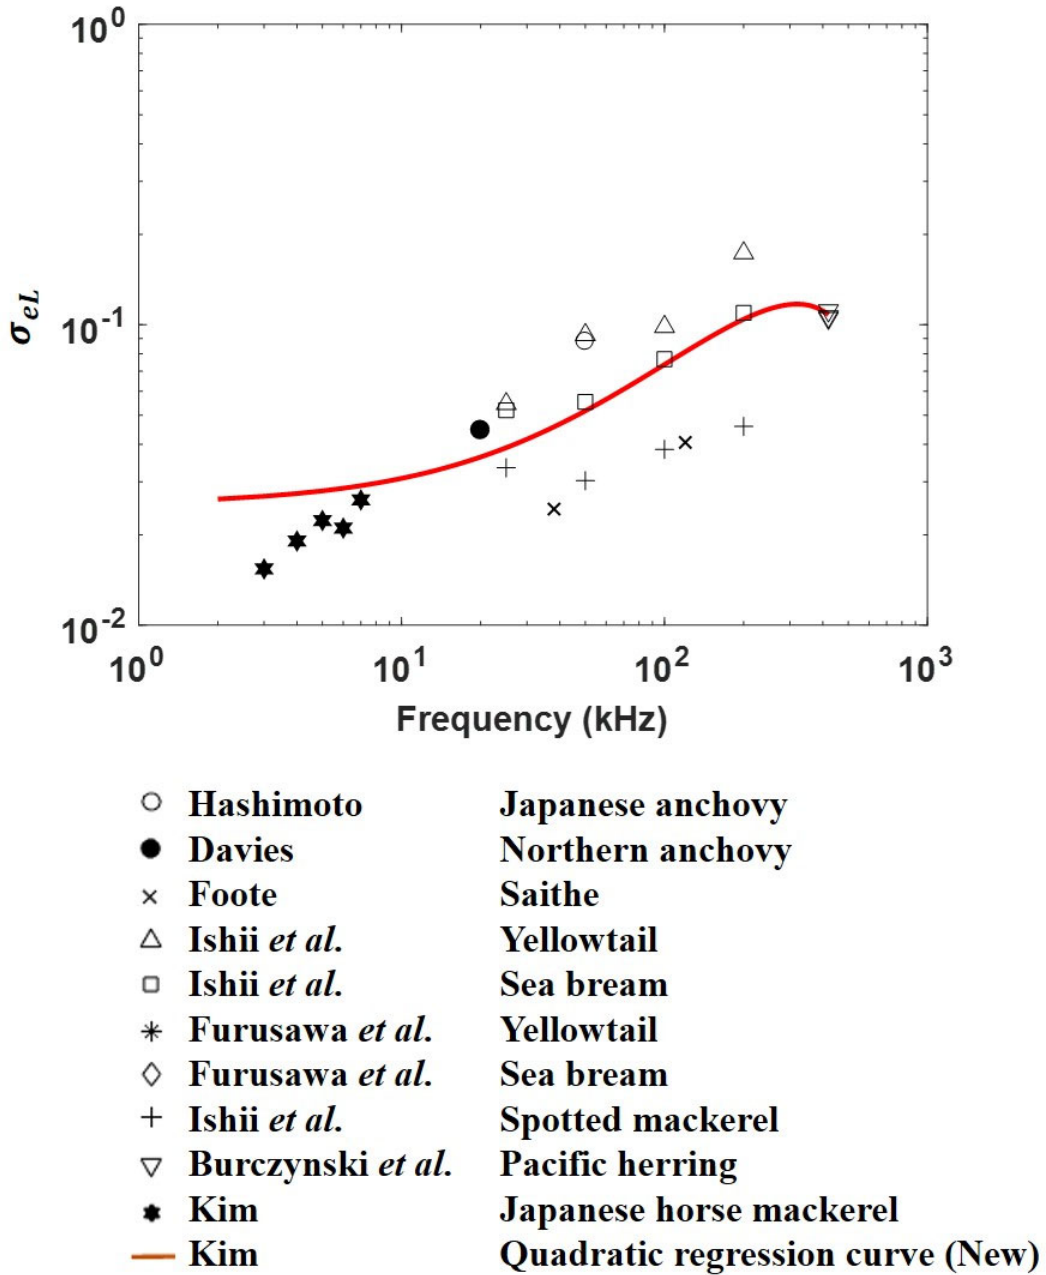 10^0
10^-1
10^-2
σ_eL
10^0 10^1 10^2 10^3
Frequency (kHz)
Hashimoto Japanese anchovy
Davies Northern anchovy
Foote Saithe
Ishii et al. Yellowtail
Ishii et al. Sea bream
Furusawa et al. Yellowtail
Furusawa et al. Sea bream
Ishii et al. Spotted mackerel
Burczynski et al. Pacific herring
Kim Japanese horse mackerel
Kim Quadratic regression curve (New)